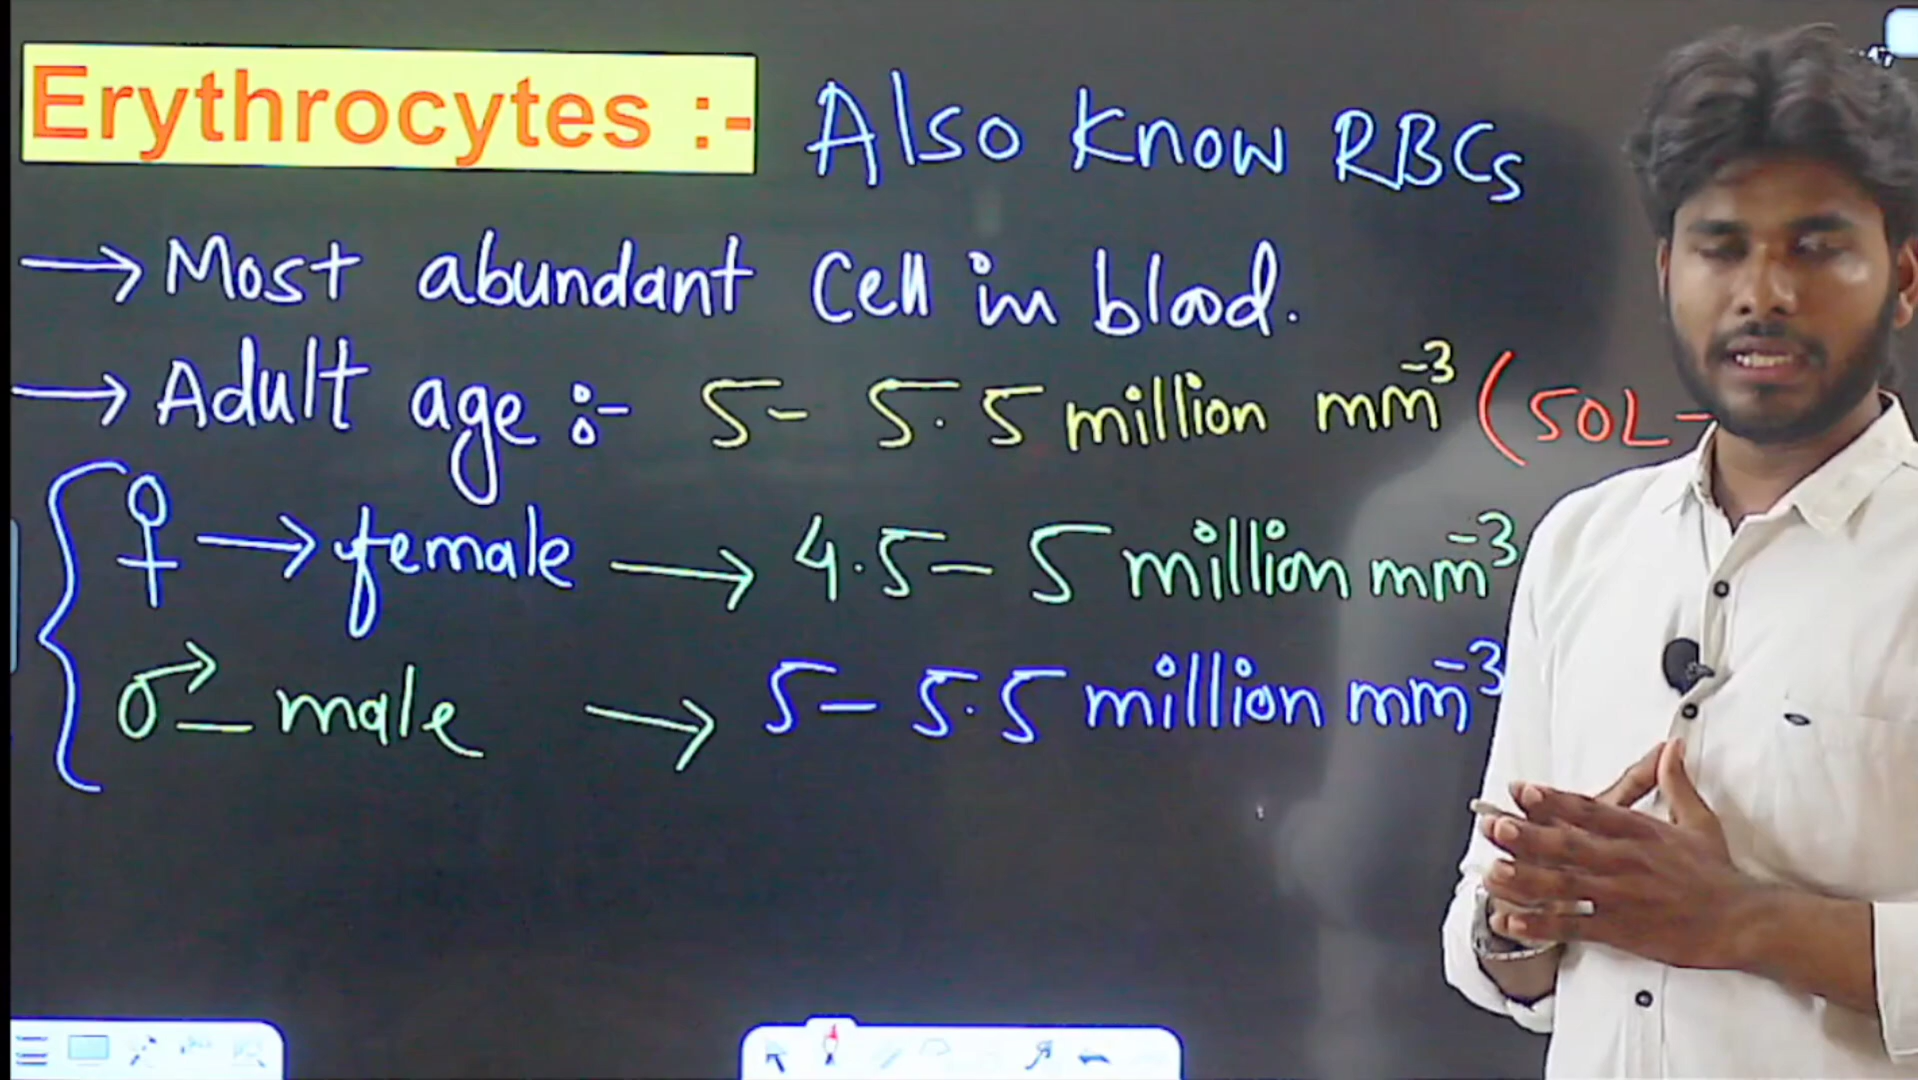 Erythrocytes :- Also know RBCs
→ Most abundant cell in blood.
→ Adult age :- 5 - 5.5 million mm⁻³ (50L -
♀ → female → 4.5 - 5 million mm⁻³
♂ - male → 5 - 5.5 million mm⁻³